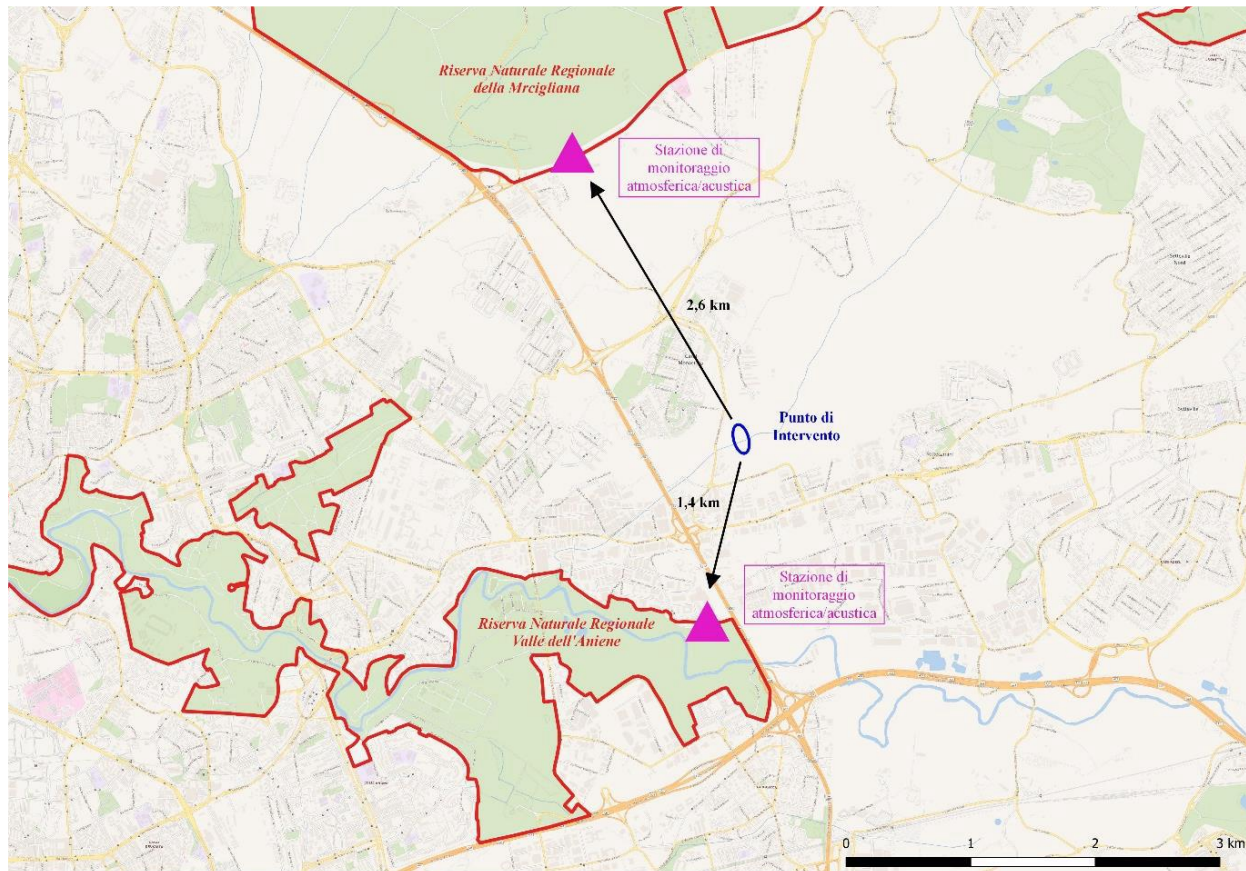 Riserva Naturale Regionale
della Mrcigliana
Stazione di
monitoraggio
atmosferica/acustica
2,6 km
Punto di
Intervento
1,4 km
Stazione di
monitoraggio
atmosferica/acustica
Riserva Naturale Regionale
Valle dell'Aniene
0 1 2 3 km